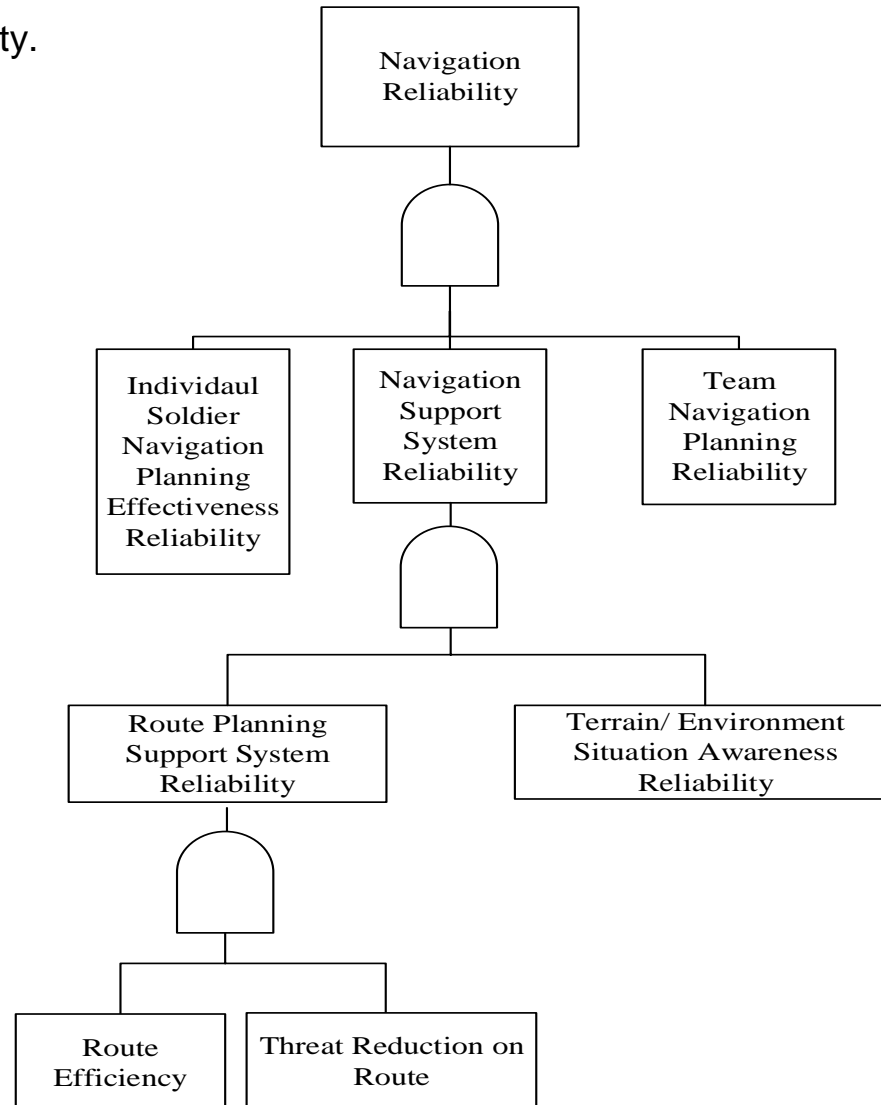 ty.
Navigation
Reliability
Individaul
Soldier
Navigation
Planning
Effectiveness
Reliability
Navigation
Support
System
Reliability
Team
Navigation
Planning
Reliability
Route Planning
Support System
Reliability
Terrain/ Environment
Situation Awareness
Reliability
Route
Efficiency
Threat Reduction on
Route